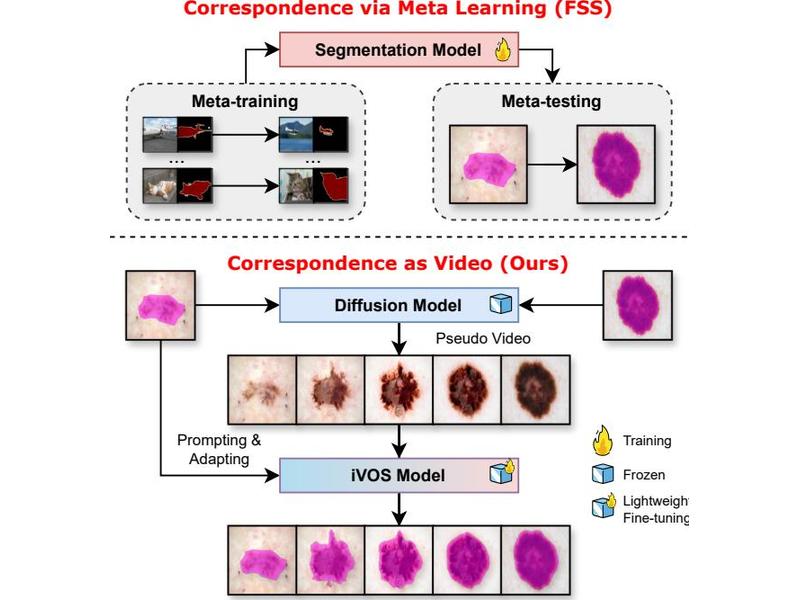 Correspondence via Meta Learning (FSS)
Segmentation Model
Meta-training
Meta-testing
...
...
Correspondence as Video (Ours)
Diffusion Model
Pseudo Video
Prompting &
Adapting
iVOS Model
Training
Frozen
Lightweight
Fine-tuning